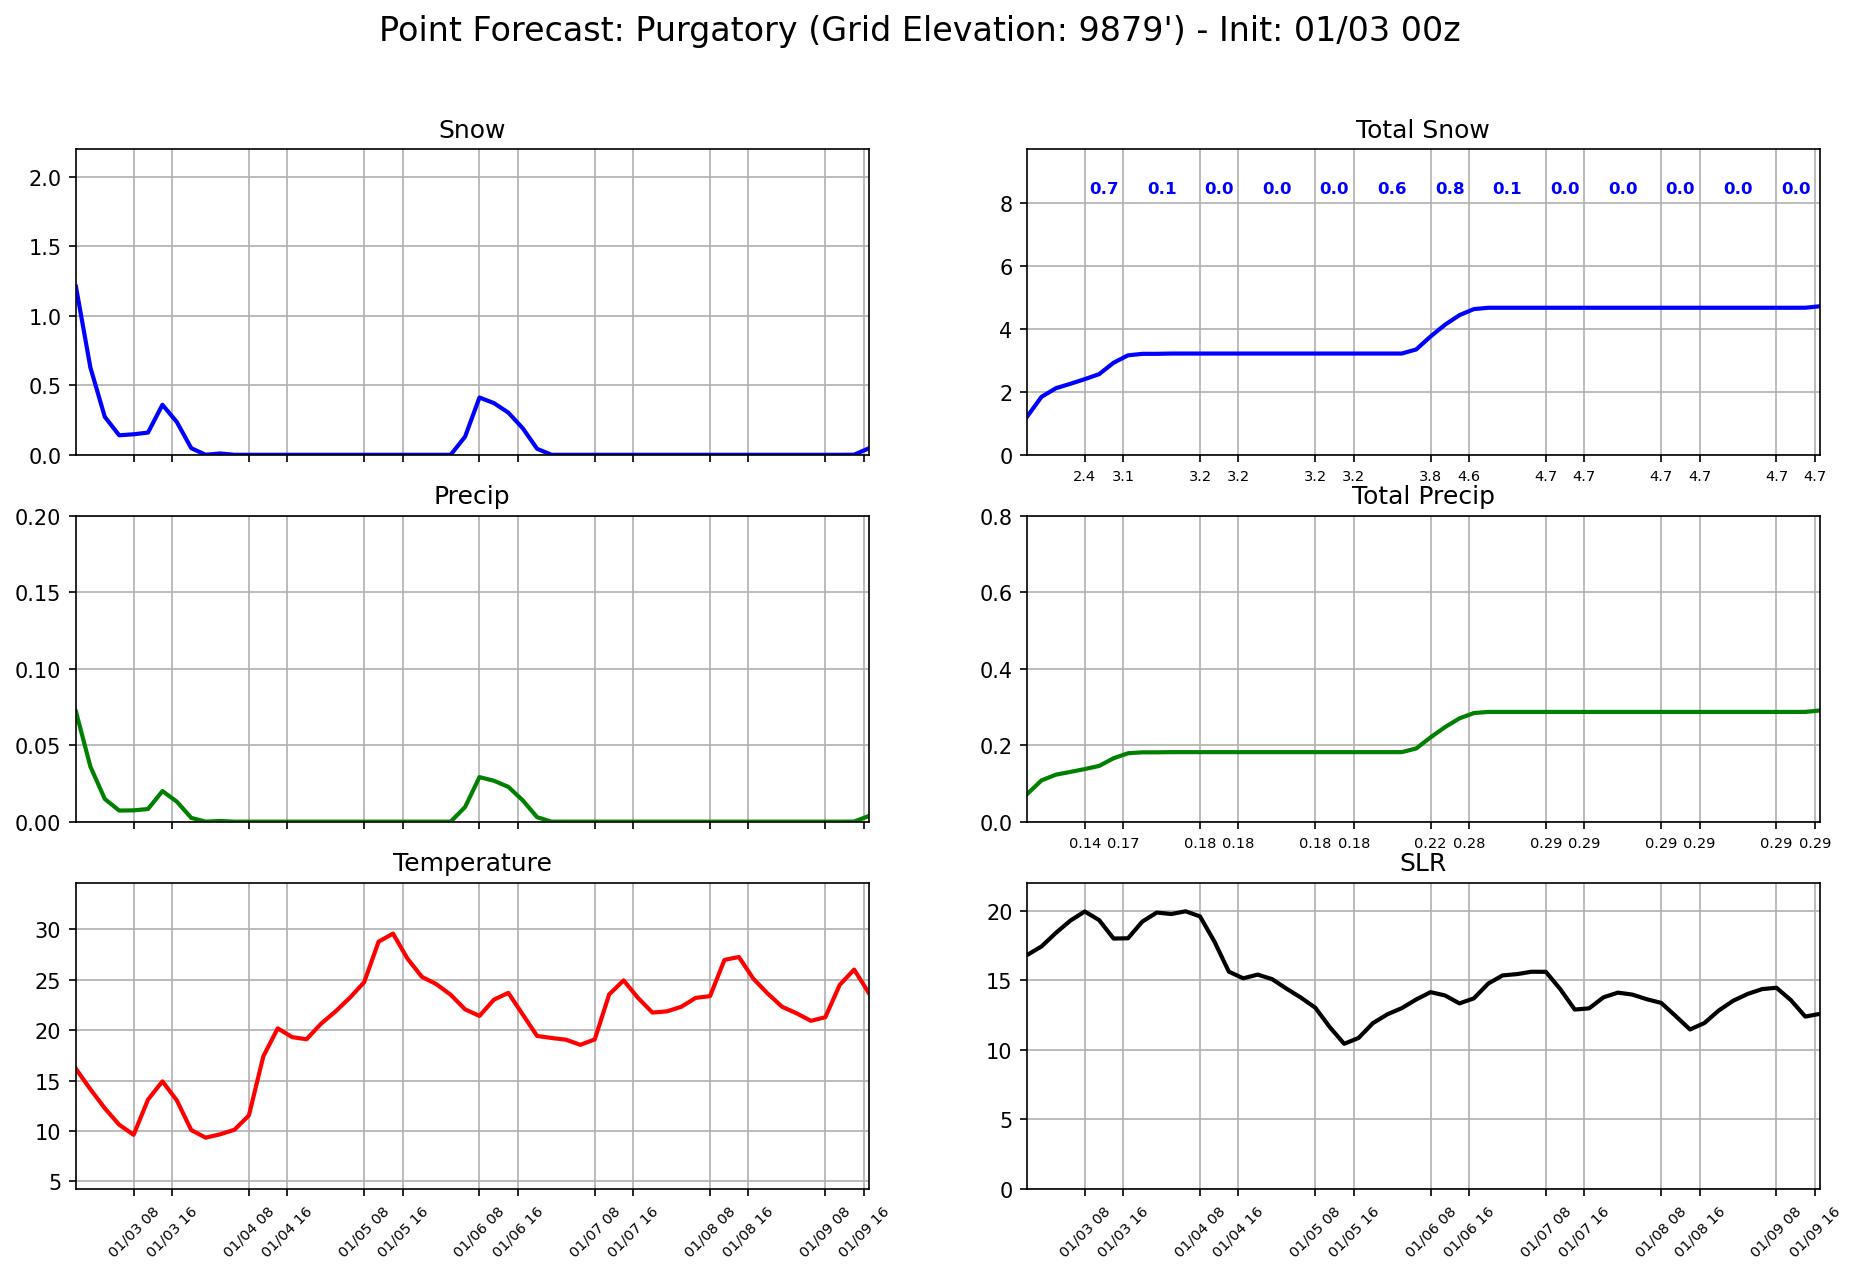 Point Forecast: Purgatory (Grid Elevation: 9879') - Init: 01/03 00z
Snow
2.0
1.5
1.0
0.5
0.0
Total Snow
0.7 0.1 0.0 0.0 0.0 0.6 0.8 0.1 0.0 0.0 0.0 0.0 0.0
8
6
4
2
0
2.4 3.1 3.2 3.2 3.2 3.2 3.8 4.6 4.7 4.7 4.7 4.7 4.7 4.7
Precip
0.20
0.15
0.10
0.05
0.00
Total Precip
0.8
0.6
0.4
0.2
0.0
0.14 0.17 0.18 0.18 0.18 0.18 0.22 0.28 0.29 0.29 0.29 0.29 0.29 0.29
Temperature
30
25
20
15
10
5
01/03 08 01/03 16 01/04 08 01/04 16 01/05 08 01/05 16 01/06 08 01/06 16 01/07 08 01/07 16 01/08 08 01/08 16 01/09 08 01/09 16
SLR
20
15
10
5
0
01/03 08 01/03 16 01/04 08 01/04 16 01/05 08 01/05 16 01/06 08 01/06 16 01/07 08 01/07 16 01/08 08 01/08 16 01/09 08 01/09 16